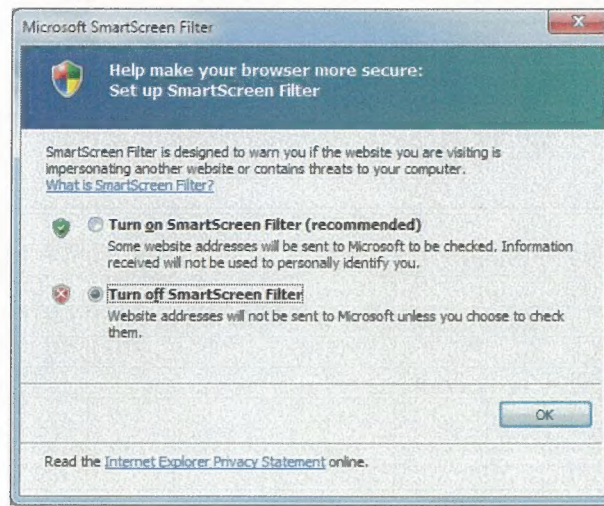 Microsoft SmartScreen Filter
Help make your browser more secure:
Set up SmartScreen Filter
SmartScreen Filter is designed to warn you if the website you are visiting is
impersonating another website or contains threats to your computer.
What is SmartScreen Filter?
Turn on SmartScreen Filter (recommended)
Some website addresses will be sent to Microsoft to be checked. Information
received will not be used to personally identify you.
Turn off SmartScreen Filter
Website addresses will not be sent to Microsoft unless you choose to check
them.
OK
Read the Internet Explorer Privacy Statement online.